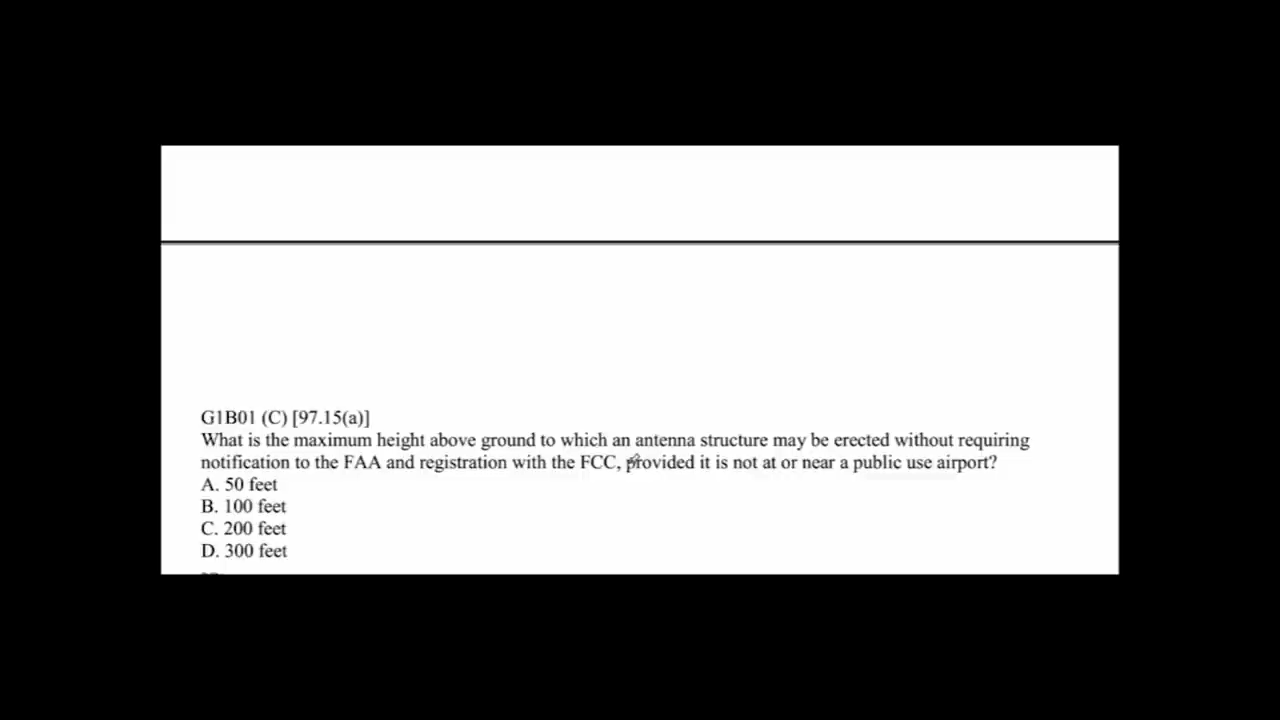 G1B01 (C) [97.15(a)]
What is the maximum height above ground to which an antenna structure may be erected without requiring
notification to the FAA and registration with the FCC, provided it is not at or near a public use airport?
A. 50 feet
B. 100 feet
C. 200 feet
D. 300 feet